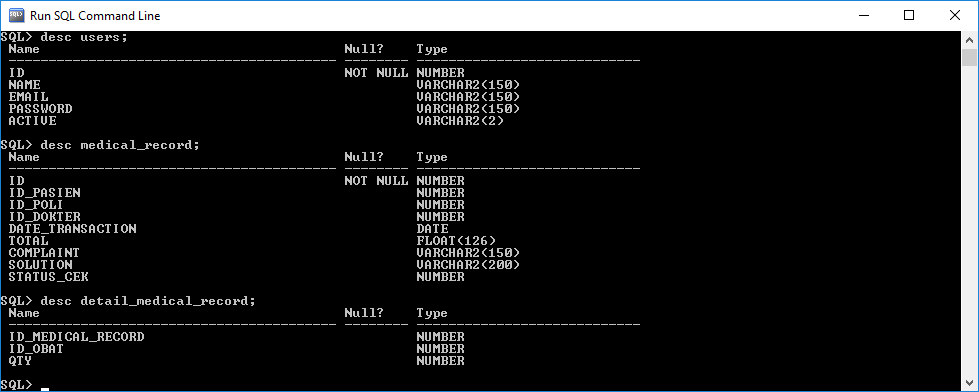 Run SQL Command Line
SQL> desc users;
 Name                                      Null?    Type
 ----------------------------------------- -------- ----------------------------
 ID                                        NOT NULL NUMBER
 NAME                                               VARCHAR2(150)
 EMAIL                                              VARCHAR2(150)
 PASSWORD                                           VARCHAR2(150)
 ACTIVE                                             VARCHAR2(2)
SQL> desc medical_record;
 Name                                      Null?    Type
 ----------------------------------------- -------- ----------------------------
 ID                                        NOT NULL NUMBER
 ID_PASIEN                                          NUMBER
 ID_POLI                                            NUMBER
 ID_DOKTER                                          NUMBER
 DATE_TRANSACTION                                   DATE
 TOTAL                                              FLOAT(126)
 COMPLAINT                                          VARCHAR2(150)
 SOLUTION                                           VARCHAR2(200)
 STATUS_CEK                                         NUMBER
SQL> desc detail_medical_record;
 Name                                      Null?    Type
 ----------------------------------------- -------- ----------------------------
 ID_MEDICAL_RECORD                                  NUMBER
 ID_OBAT                                            NUMBER
 QTY                                                NUMBER
SQL> _